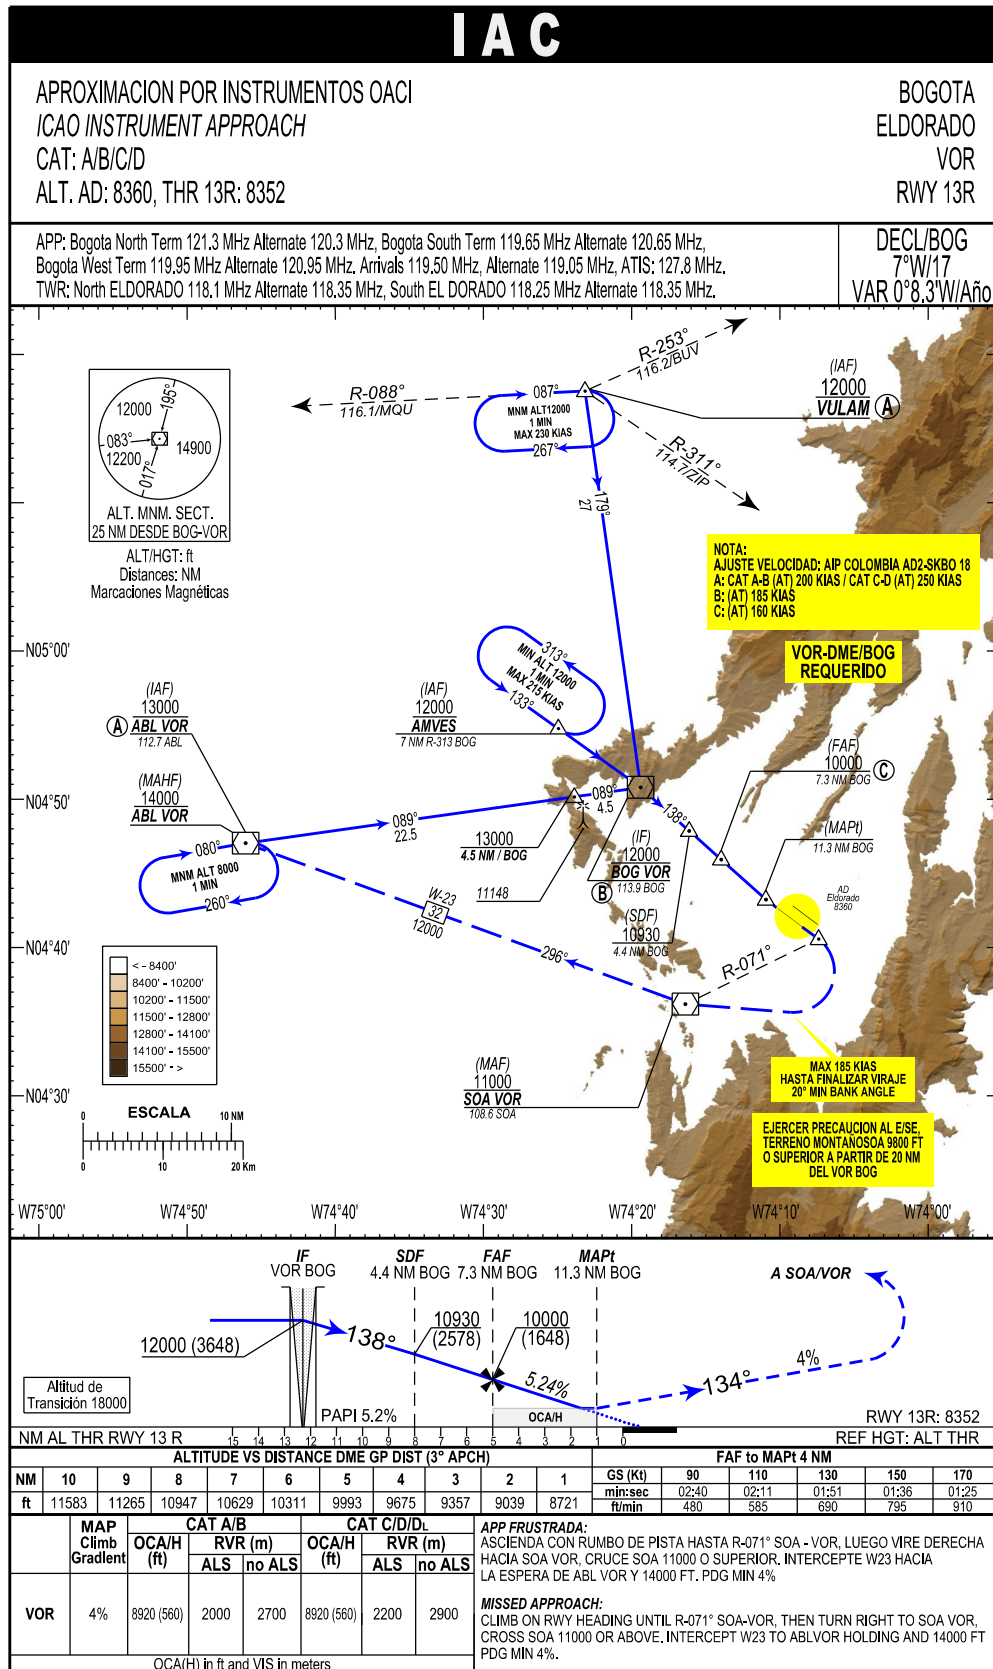 IAC
APROXIMACION POR INSTRUMENTOS OACI
ICAO INSTRUMENT APPROACH
CAT: A/B/C/D
ALT. AD: 8360, THR 13R: 8352
BOGOTA
ELDORADO
VOR
RWY 13R
APP: Bogota North Term 121.3 MHz Alternate 120.3 MHz, Bogota South Term 119.65 MHz Alternate 120.65 MHz,
Bogota West Term 119.95 MHz Alternate 120.95 MHz. Arrivals 119.50 MHz, Alternate 119.05 MHz, ATIS: 127.8 MHz.
TWR: North ELDORADO 118.1 MHz Alternate 118.35 MHz, South EL DORADO 118.25 MHz Alternate 118.35 MHz.
DECL/BOG
7°W/17
VAR 0°8.3'W/Año
R-253°
116.2/BUV
R-088°
116.1/MQU
R-311°
114.7/ZIP
087°
MNM ALT12000
1 MIN
MAX 230 KIAS
267°
(IAF)
12000
VULAM
A
12000
195°
083°
12200
14900
017°
ALT. MNM. SECT.
25 NM DESDE BOG-VOR
ALT/HGT: ft
Distances: NM
Marcaciones Magnéticas
179°
27
NOTA:
AJUSTE VELOCIDAD: AIP COLOMBIA AD2-SKBO 18
A: CAT A-B (AT) 200 KIAS / CAT C-D (AT) 250 KIAS
B: (AT) 185 KIAS
C: (AT) 160 KIAS
VOR-DME/BOG
REQUERIDO
N05°00'
313°
MIN ALT 12000
1 MIN
MAX 215 KIAS
133°
(IAF)
13000
A ABL VOR
112.7 ABL
(IAF)
12000
AMVES
7 NM R-313 BOG
(FAF)
10000
7.3 NM BOG
C
(MAHF)
14000
ABL VOR
N04°50'
089°
22.5
089°
4.5
138°
13000
4.5 NM / BOG
11148
(IF)
12000
BOG VOR
113.9 BOG
B
(MAPt)
11.3 NM BOG
AD
Eldorado
8360
080°
MNM ALT 8000
1 MIN
260°
W-23
32
12000
296°
(SDF)
10930
4.4 NM BOG
R-071°
N04°40'
< - 8400'
8400' - 10200'
10200' - 11500'
11500' - 12800'
12800' - 14100'
14100' - 15500'
15500' - >
(MAF)
11000
SOA VOR
108.6 SOA
MAX 185 KIAS
HASTA FINALIZAR VIRAJE
20° MIN BANK ANGLE
N04°30'
EJERCER PRECAUCION AL E/SE,
TERRENO MONTAÑOSOA 9800 FT
O SUPERIOR A PARTIR DE 20 NM
DEL VOR BOG
ESCALA
0 10 NM
0 10 20 Km
W75°00' W74°50' W74°40' W74°30' W74°20' W74°10' W74°00'
IF
VOR BOG
SDF
4.4 NM BOG
FAF
7.3 NM BOG
MAPt
11.3 NM BOG
A SOA/VOR
12000 (3648)
138°
10930
(2578)
10000
(1648)
5.24%
4%
134°
Altitud de
Transición 18000
PAPI 5.2%
OCA/H
RWY 13R: 8352
NM AL THR RWY 13 R
15 14 13 12 11 10 9 8 7 6 5 4 3 2 1 0
REF HGT: ALT THR
ALTITUDE VS DISTANCE DME GP DIST (3° APCH)
NM 10 9 8 7 6 5 4 3 2 1
ft 11583 11265 10947 10629 10311 9993 9675 9357 9039 8721
FAF to MAPt 4 NM
GS (Kt) 90 110 130 150 170
min:sec 02:40 02:11 01:51 01:36 01:25
ft/min 480 585 690 795 910
MAP
Climb
Gradient
CAT A/B
OCA/H
(ft)
RVR (m)
ALS no ALS
CAT C/D/DL
OCA/H
(ft)
RVR (m)
ALS no ALS
VOR 4% 8920 (560) 2000 2700 8920 (560) 2200 2900
OCA(H) in ft and VIS in meters
APP FRUSTRADA:
ASCIENDA CON RUMBO DE PISTA HASTA R-071° SOA - VOR, LUEGO VIRE DERECHA
HACIA SOA VOR, CRUCE SOA 11000 O SUPERIOR. INTERCEPTE W23 HACIA
LA ESPERA DE ABL VOR Y 14000 FT. PDG MIN 4%
MISSED APPROACH:
CLIMB ON RWY HEADING UNTIL R-071° SOA-VOR, THEN TURN RIGHT TO SOA VOR,
CROSS SOA 11000 OR ABOVE. INTERCEPT W23 TO ABLVOR HOLDING AND 14000 FT
PDG MIN 4%.